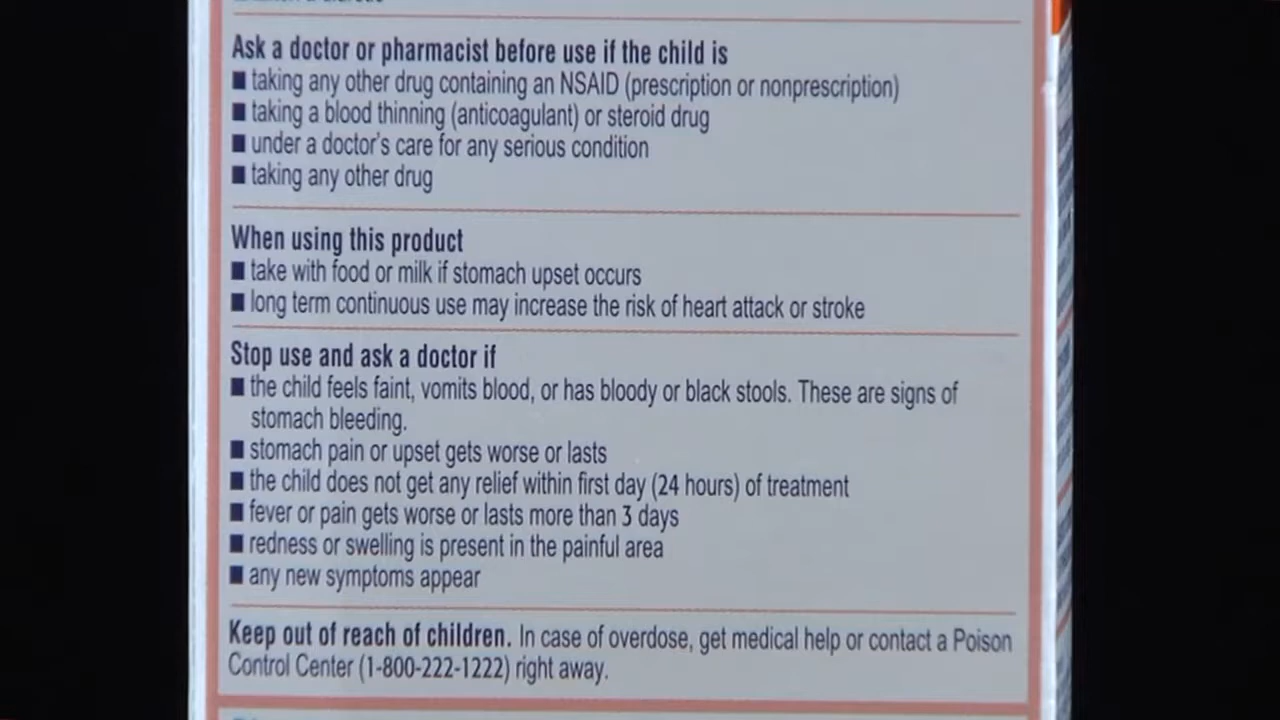 Ask a doctor or pharmacist before use if the child is
■ taking any other drug containing an NSAID (prescription or nonprescription)
■ taking a blood thinning (anticoagulant) or steroid drug
■ under a doctor's care for any serious condition
■ taking any other drug
When using this product
■ take with food or milk if stomach upset occurs
■ long term continuous use may increase the risk of heart attack or stroke
Stop use and ask a doctor if
■ the child feels faint, vomits blood, or has bloody or black stools. These are signs of
stomach bleeding.
■ stomach pain or upset gets worse or lasts
■ the child does not get any relief within first day (24 hours) of treatment
■ fever or pain gets worse or lasts more than 3 days
■ redness or swelling is present in the painful area
■ any new symptoms appear
Keep out of reach of children. In case of overdose, get medical help or contact a Poison
Control Center (1-800-222-1222) right away.